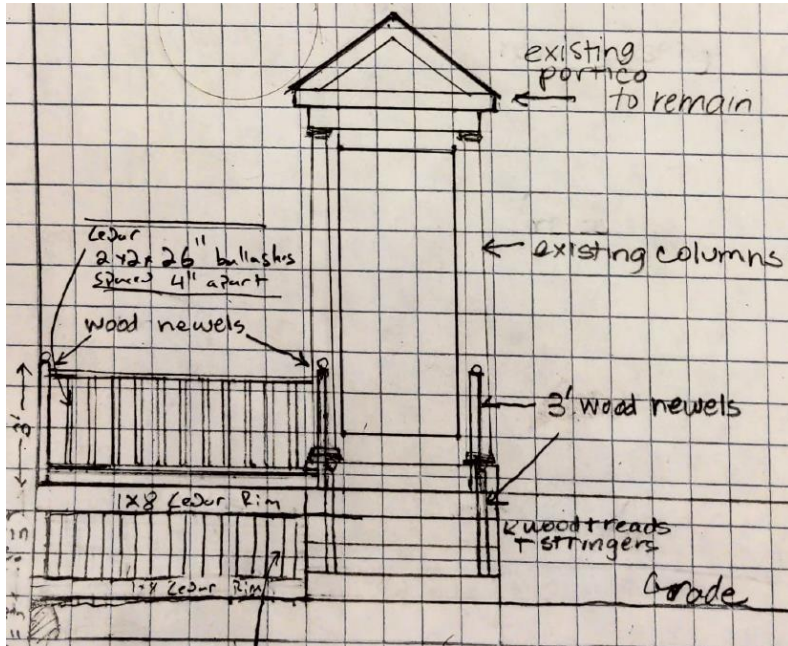 existing
portico
to remain
existing columns
Cedar
2x2x26" ballashes
Spaced 4" apart
wood newels
3'
3' wood newels
1x8 Cedar Rim
wood treads
+ stringers
1x8 Cedar Rim
Grade